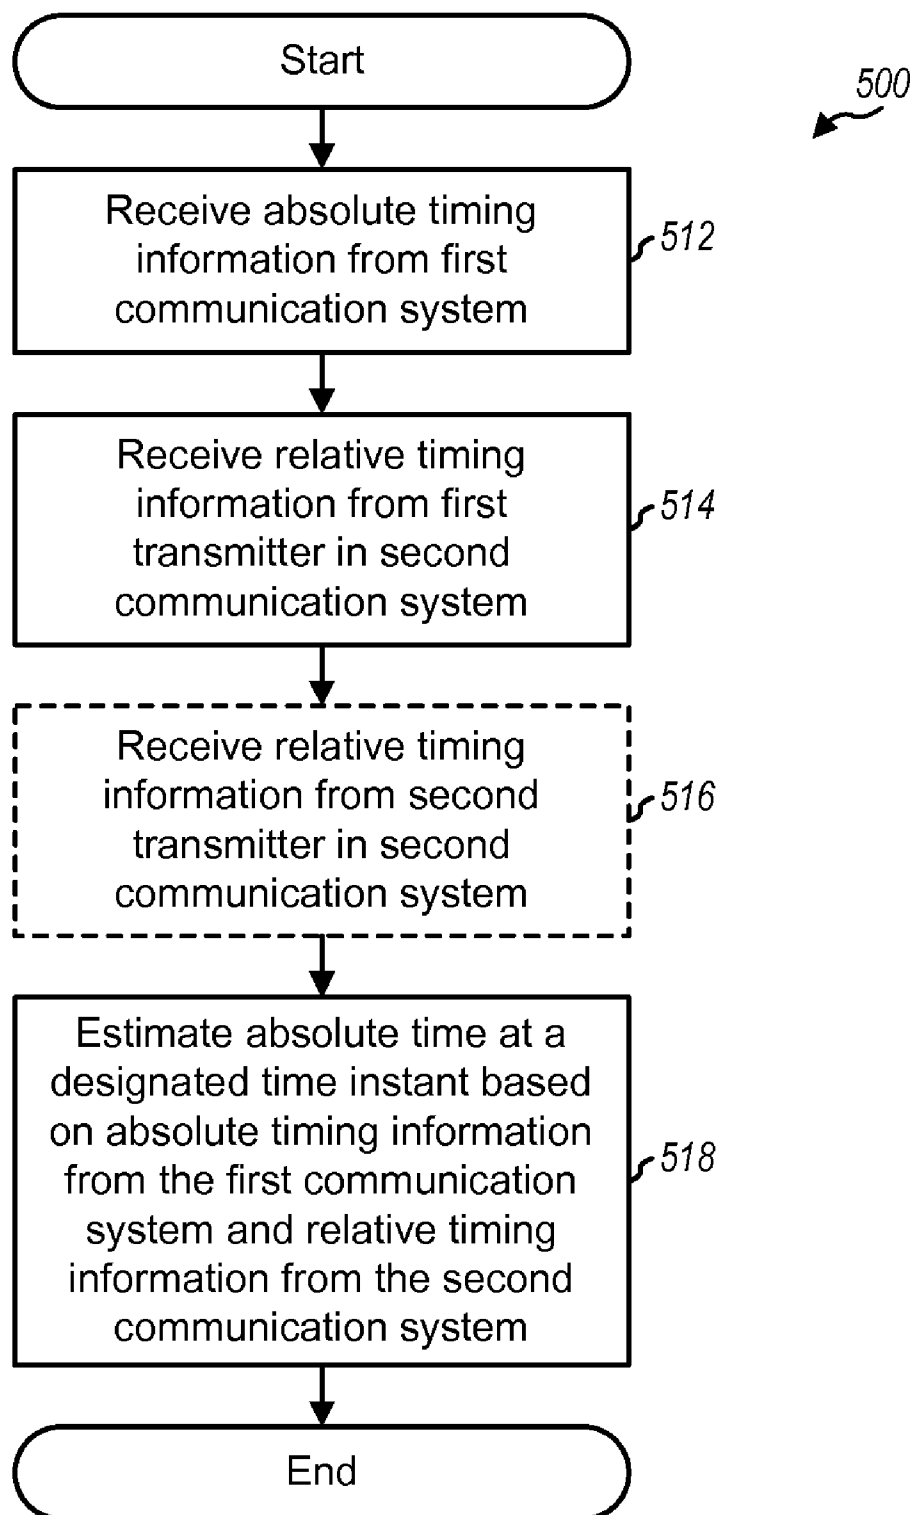 Start
500
Receive absolute timing
information from first
communication system
512
Receive relative timing
information from first
transmitter in second
communication system
514
Receive relative timing
information from second
transmitter in second
communication system
516
Estimate absolute time at a
designated time instant based
on absolute timing information
from the first communication
system and relative timing
information from the second
communication system
518
End